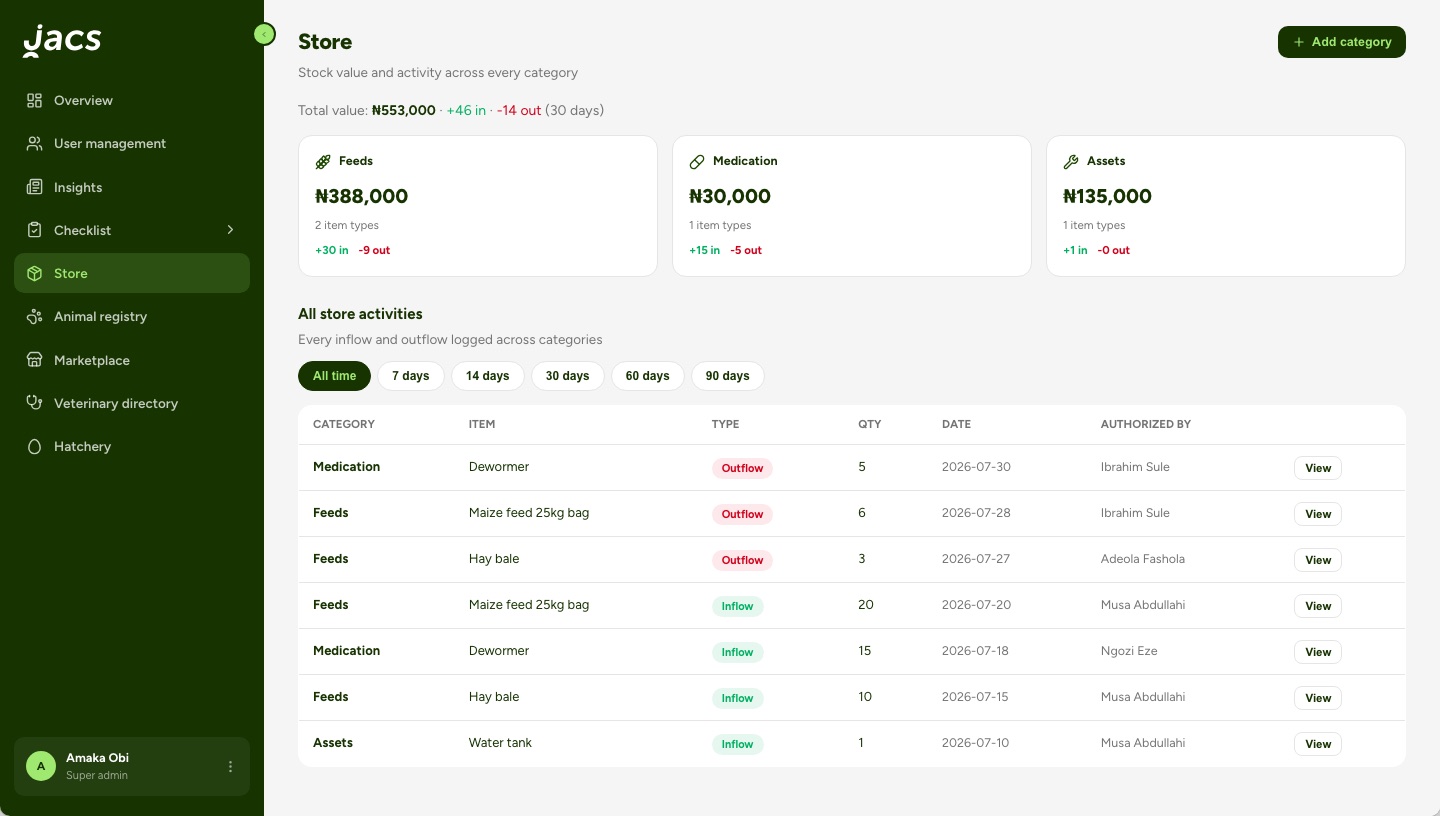 jacs
Overview
User management
Insights
Checklist
Store
Animal registry
Marketplace
Veterinary directory
Hatchery
A
Amaka Obi
Super admin
Store
+ Add category
Stock value and activity across every category
Total value: ₦553,000 · +46 in · -14 out (30 days)
Feeds
₦388,000
2 item types
+30 in -9 out
Medication
₦30,000
1 item types
+15 in -5 out
Assets
₦135,000
1 item types
+1 in -0 out
All store activities
Every inflow and outflow logged across categories
All time 7 days 14 days 30 days 60 days 90 days
CATEGORY ITEM TYPE QTY DATE AUTHORIZED BY
Medication Dewormer Outflow 5 2026-07-30 Ibrahim Sule View
Feeds Maize feed 25kg bag Outflow 6 2026-07-28 Ibrahim Sule View
Feeds Hay bale Outflow 3 2026-07-27 Adeola Fashola View
Feeds Maize feed 25kg bag Inflow 20 2026-07-20 Musa Abdullahi View
Medication Dewormer Inflow 15 2026-07-18 Ngozi Eze View
Feeds Hay bale Inflow 10 2026-07-15 Musa Abdullahi View
Assets Water tank Inflow 1 2026-07-10 Musa Abdullahi View